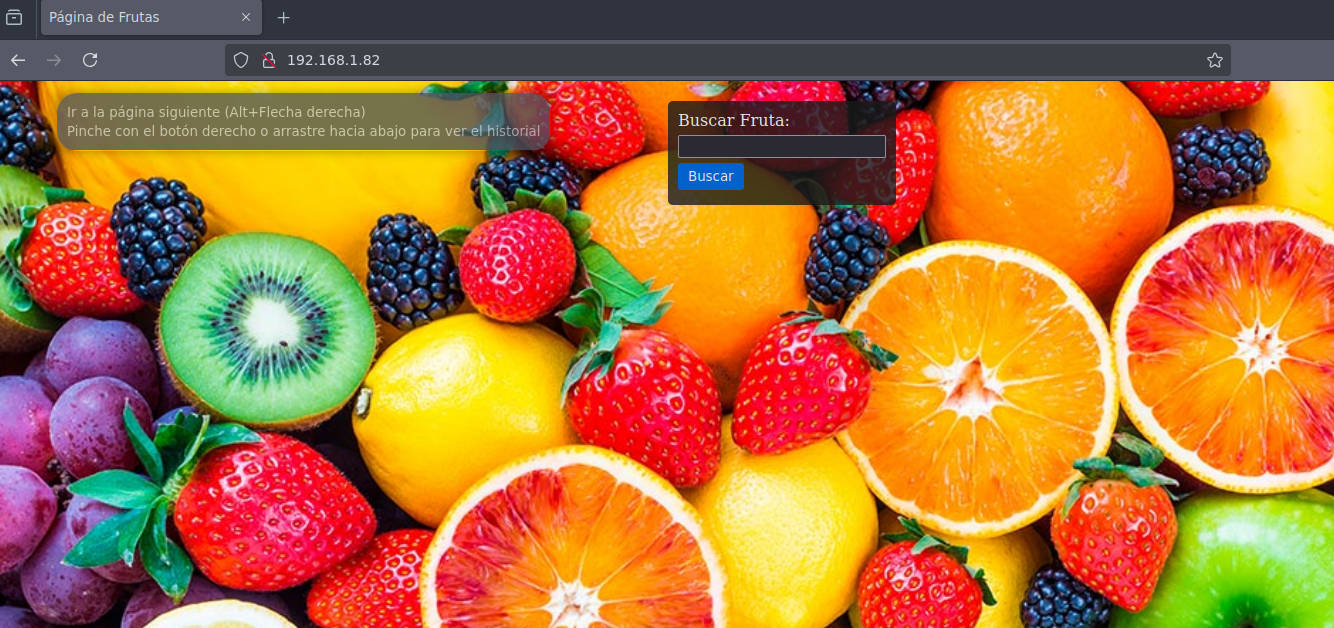 Página de Frutas
192.168.1.82
Ir a la página siguiente (Alt+Flecha derecha)
Pinche con el botón derecho o arrastre hacia abajo para ver el historial
Buscar Fruta:
Buscar